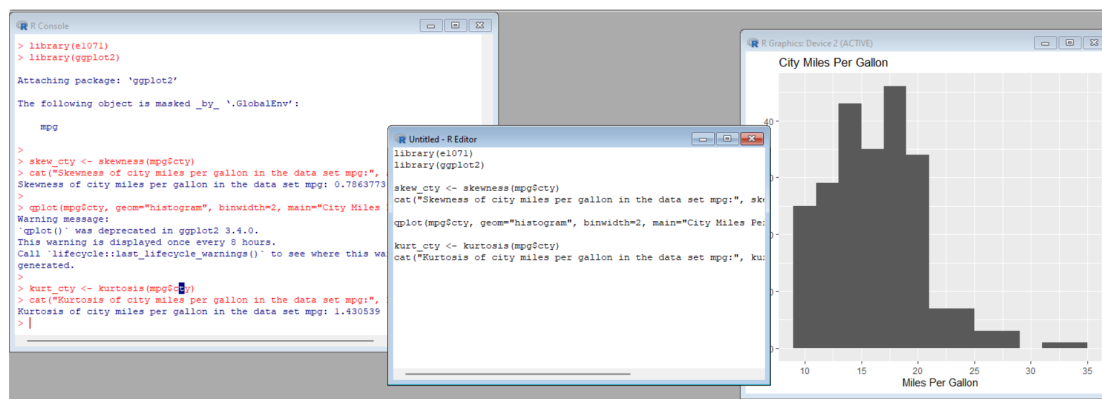 R Console
> library(e1071)
> library(ggplot2)
Attaching package: ‘ggplot2’
The following object is masked _by_ ‘.GlobalEnv’:
mpg
>
> skew_cty <- skewness(mpg$cty)
> cat("Skewness of city miles per gallon in the data set mpg:",
Skewness of city miles per gallon in the data set mpg: 0.7863773
>
> qplot(mpg$cty, geom="histogram", binwidth=2, main="City Miles
Warning message:
`qplot()` was deprecated in ggplot2 3.4.0.
This warning is displayed once every 8 hours.
Call `lifecycle::last_lifecycle_warnings()` to see where this wa
generated.
>
> kurt_cty <- kurtosis(mpg$cty)
> cat("Kurtosis of city miles per gallon in the data set mpg:",
Kurtosis of city miles per gallon in the data set mpg: 1.430539
>
Untitled - R Editor
library(e1071)
library(ggplot2)
skew_cty <- skewness(mpg$cty)
cat("Skewness of city miles per gallon in the data set mpg:", ske
qplot(mpg$cty, geom="histogram", binwidth=2, main="City Miles Per
kurt_cty <- kurtosis(mpg$cty)
cat("Kurtosis of city miles per gallon in the data set mpg:", ku
R Graphics: Device 2 (ACTIVE)
City Miles Per Gallon
40
10 15 20 25 30 35
Miles Per Gallon